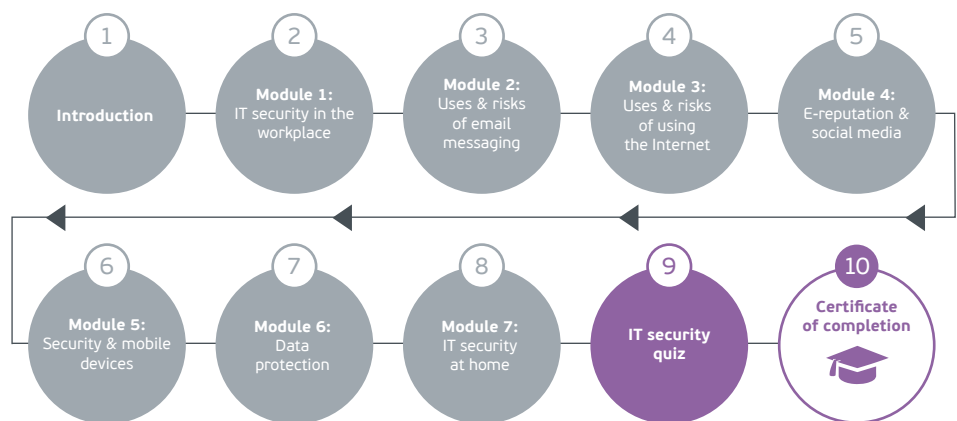 1
Introduction
2
Module 1:
IT security in the
workplace
3
Module 2:
Uses & risks
of email
messaging
4
Module 3:
Uses & risks
of using
the Internet
5
Module 4:
E-reputation &
social media
6
Module 5:
Security & mobile
devices
7
Module 6:
Data
protection
8
Module 7:
IT security
at home
9
IT security
quiz
10
Certificate
of completion